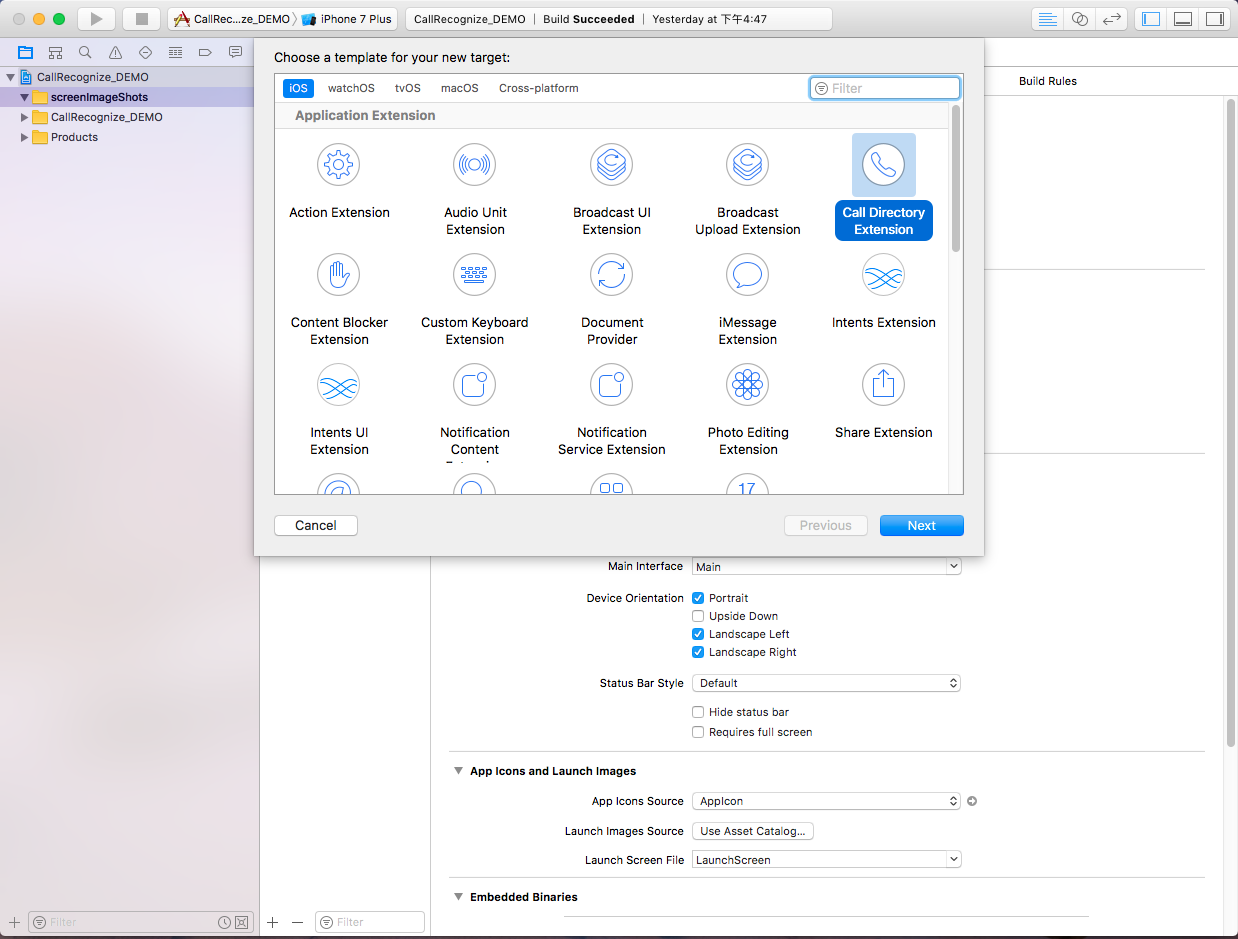 CallRec...ze_DEMO
iPhone 7 Plus
CallRecognize_DEMO | Build Succeeded | Yesterday at 下午4:47
CallRecognize_DEMO
screenImageShots
CallRecognize_DEMO
Products
Choose a template for your new target:
iOS watchOS tvOS macOS Cross-platform
Filter
Build Rules
Application Extension
Action Extension
Audio Unit
Extension
Broadcast UI
Extension
Broadcast
Upload Extension
Call Directory
Extension
Content Blocker
Extension
Custom Keyboard
Extension
Document
Provider
iMessage
Extension
Intents Extension
Intents UI
Extension
Notification
Content
Notification
Service Extension
Photo Editing
Extension
Share Extension
17
Cancel
Previous
Next
Main Interface Main
Device Orientation Portrait
Upside Down
Landscape Left
Landscape Right
Status Bar Style Default
Hide status bar
Requires full screen
App Icons and Launch Images
App Icons Source AppIcon
Launch Images Source Use Asset Catalog...
Launch Screen File LaunchScreen
Embedded Binaries
Filter
Filter